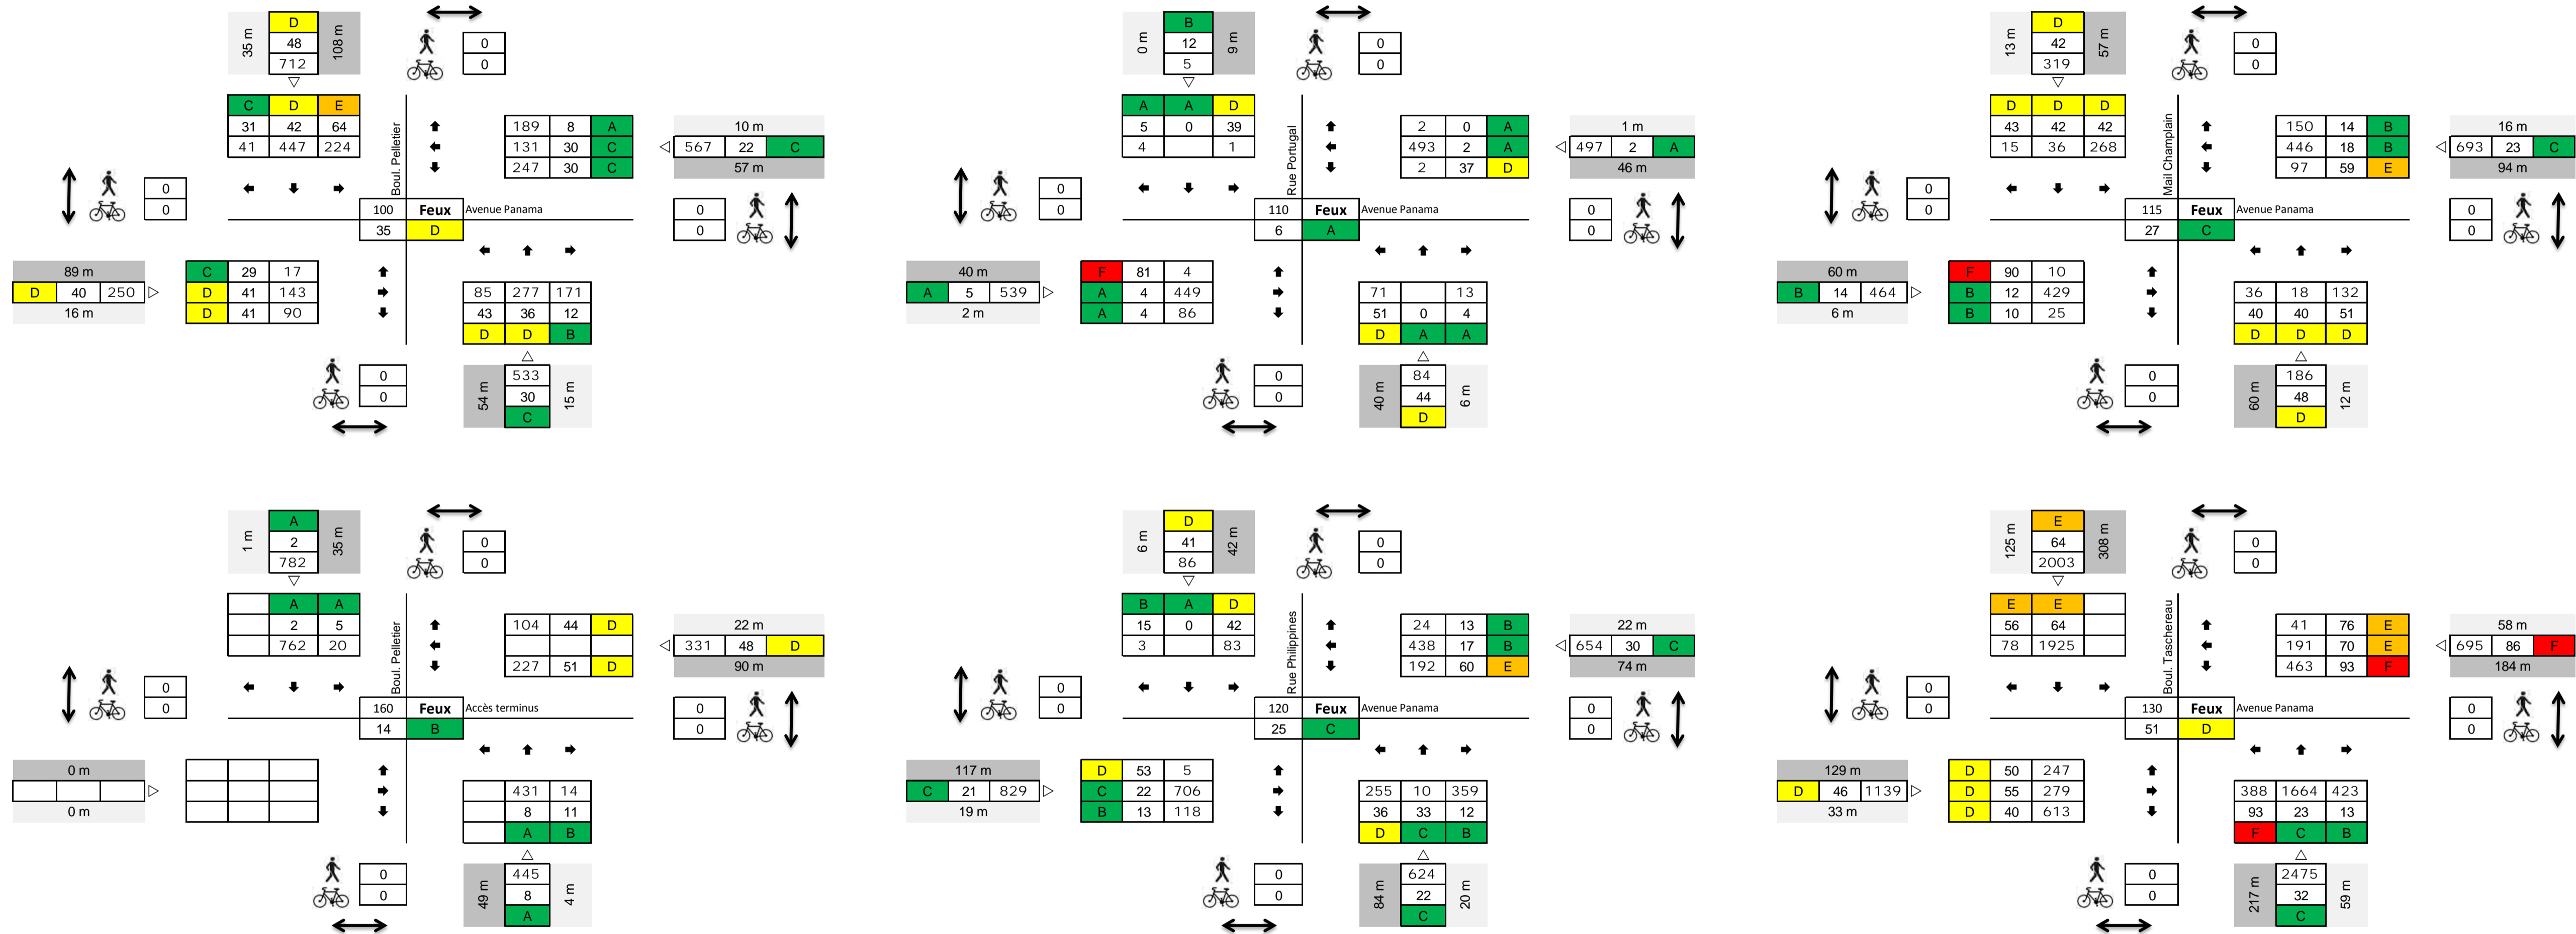 D
35 m
48
108 m
712
0
0
C D E
31 42 64
41 447 224
Boul. Pelletier
189 8 A
131 30 C
247 30 C
10 m
567 22 C
57 m
0
0
100 Feux Avenue Panama
35 D
0
0
89 m
D 40 250
16 m
C 29 17
D 41 143
D 41 90
85 277 171
43 36 12
D D B
0
0
54 m
533
30
C
15 m
B
0 m
12
9 m
5
0
0
A A D
5 0 39
4 1
Rue Portugal
2 0 A
493 2 A
2 37 D
1 m
497 2 A
46 m
0
0
110 Feux Avenue Panama
6 A
0
0
40 m
A 5 539
2 m
F 81 4
A 4 449
A 4 86
71 13
51 0 4
D A A
0
0
40 m
84
44
D
6 m
D
13 m
42
57 m
319
0
0
D D D
43 42 42
15 36 268
Mail Champlain
150 14 B
446 18 B
97 59 E
16 m
693 23 C
94 m
0
0
115 Feux Avenue Panama
27 C
0
0
60 m
B 14 464
6 m
F 90 10
B 12 429
B 10 25
36 18 132
40 40 51
D D D
0
0
60 m
186
48
D
12 m
A
1 m
2
35 m
782
0
0
A A
2 5
762 20
Boul. Pelletier
104 44 D
227 51 D
22 m
331 48 D
90 m
0
0
160 Feux Accès terminus
14 B
0
0
0 m
0 m
431 14
8 11
A B
0
0
49 m
445
8
A
4 m
D
6 m
41
42 m
86
0
0
B A D
15 0 42
3 83
Rue Philippines
24 13 B
438 17 B
192 60 E
22 m
654 30 C
74 m
0
0
120 Feux Avenue Panama
25 C
0
0
117 m
C 21 829
19 m
D 53 5
C 22 706
B 13 118
255 10 359
36 33 12
D C B
0
0
84 m
624
22
C
20 m
E
125 m
64
308 m
2003
0
0
E E
56 64
78 1925
Boul. Taschereau
41 76 E
191 70 E
463 93 F
58 m
695 86 F
184 m
0
0
130 Feux Avenue Panama
51 D
0
0
129 m
D 46 1139
33 m
D 50 247
D 55 279
D 40 613
388 1664 423
93 23 13
F C B
0
0
217 m
2475
32
C
59 m